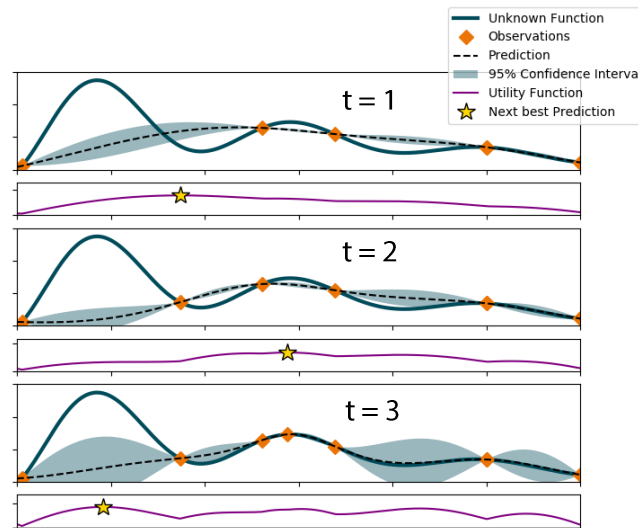 Unknown Function
Observations
Prediction
95% Confidence Interva
Utility Function
Next best Prediction
t = 1
t = 2
t = 3